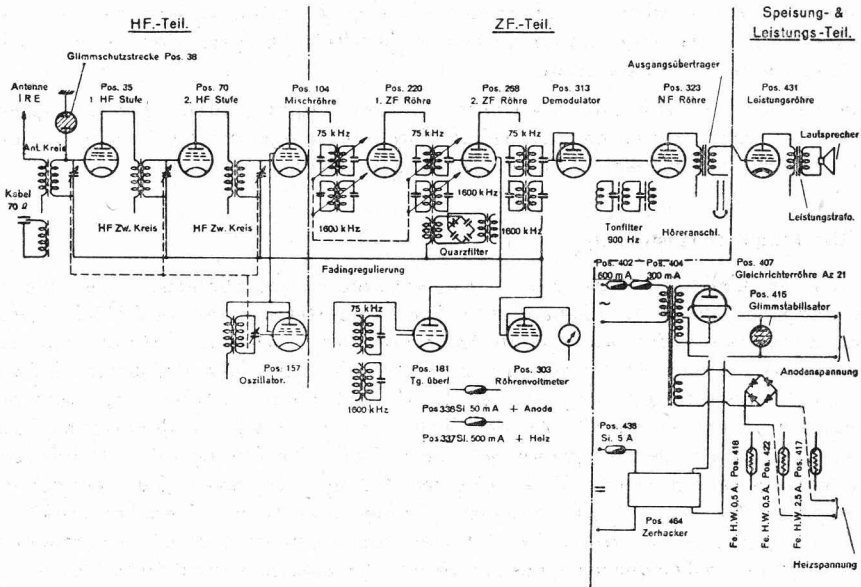 HF.-Teil.
ZF.-Teil.
Speisung- &
Leistungs-Teil.
Glimmschutzstrecke Pos. 38
Ausgangsübertrager
Antenne
I R E
Pos. 35
1. HF Stufe
Pos. 70
2. HF Stufe
Pos. 104
Mischröhre
Pos. 220
1. ZF Röhre
Pos. 268
2. ZF Röhre
Pos. 313
Demodulator
Pos. 323
NF Röhre
Pos. 431
Leistungsröhre
75 kHz
75 kHz
75 kHz
Lautsprecher
Ant. Kreis
Kabel
70 Ω
HF Zw. Kreis
HF Zw. Kreis
1600 kHz
1600 kHz
Quarzfilter
1600 kHz
Tonfilter
900 Hz
Höreranschl.
Leistungstrafo.
Fadingregulierung
Pos. 402
600 mA
Pos. 404
300 mA
Pos. 407
Gleichrichterröhre Az 21
Pos. 415
Glimmstabilisator
75 kHz
1600 kHz
Pos. 157
Oszillator.
Pos. 181
Tg. überl
Pos. 303
Röhrenvoltmeter
Anodenspannung
Pos 336 Si. 50 mA + Anode
Pos 337 Si. 500 mA + Heiz
Pos. 436
Si. 5 A
Pos. 464
Zerhacker
Fe. H.W. 0,5 A. Pos. 418
Fe. H.W. 0,5 A. Pos. 422
Fe. H.W. 2,5 A. Pos. 417
Heizspannung